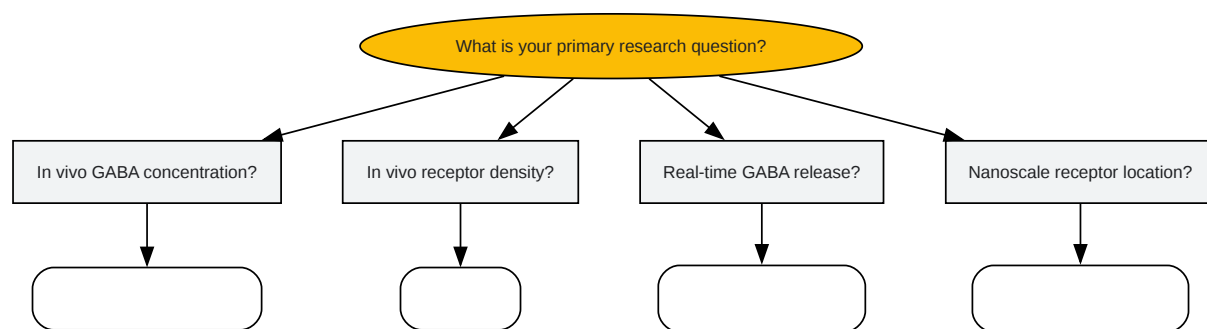 What is your primary research question?
In vivo GABA concentration?
In vivo receptor density?
Real-time GABA release?
Nanoscale receptor location?